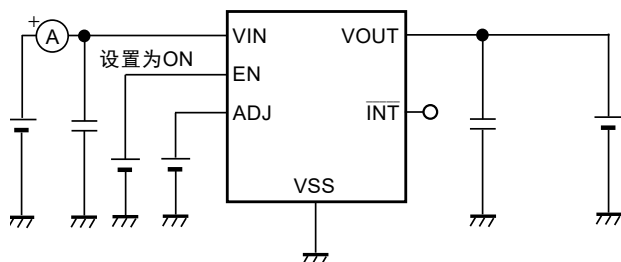 +
A
VIN
VOUT
设置为ON
EN
ADJ
INT
VSS